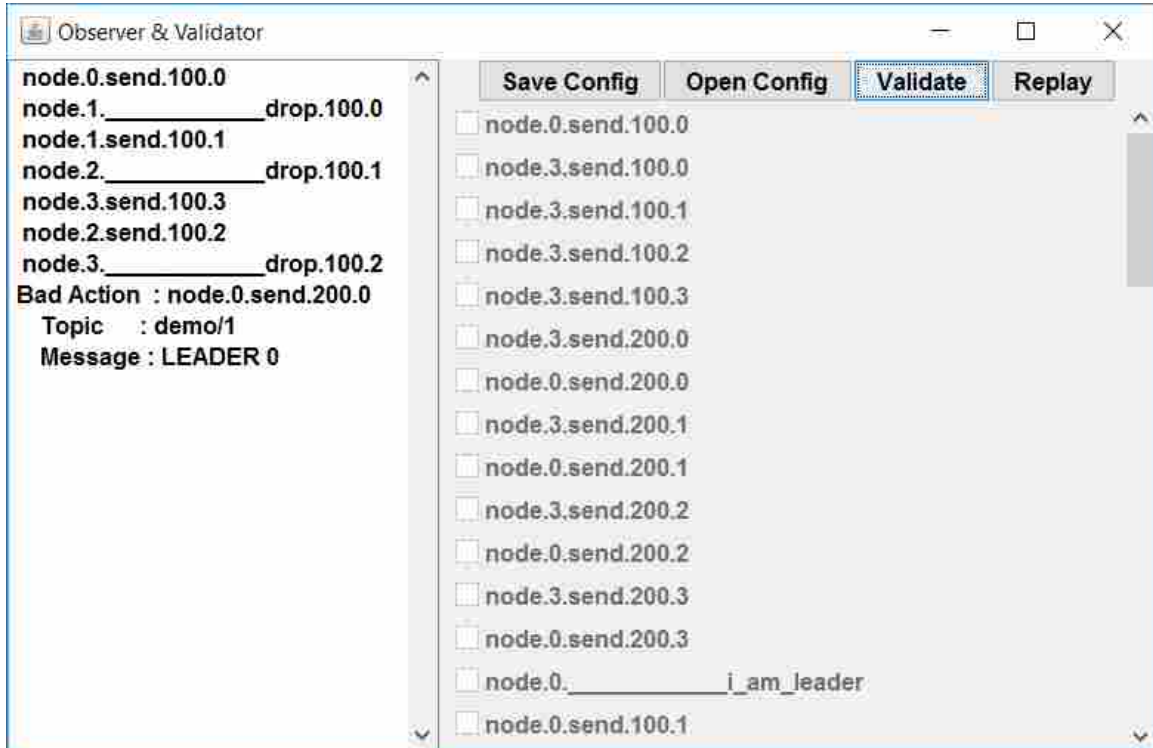 Observer & Validator
node.0.send.100.0
node.1.____________drop.100.0
node.1.send.100.1
node.2.____________drop.100.1
node.3.send.100.3
node.2.send.100.2
node.3.____________drop.100.2
Bad Action : node.0.send.200.0
Topic : demo/1
Message : LEADER 0
Save Config Open Config Validate Replay
node.0.send.100.0
node.3.send.100.0
node.3.send.100.1
node.3.send.100.2
node.3.send.100.3
node.3.send.200.0
node.0.send.200.0
node.3.send.200.1
node.0.send.200.1
node.3.send.200.2
node.0.send.200.2
node.3.send.200.3
node.0.send.200.3
node.0.____________i_am_leader
node.0.send.100.1